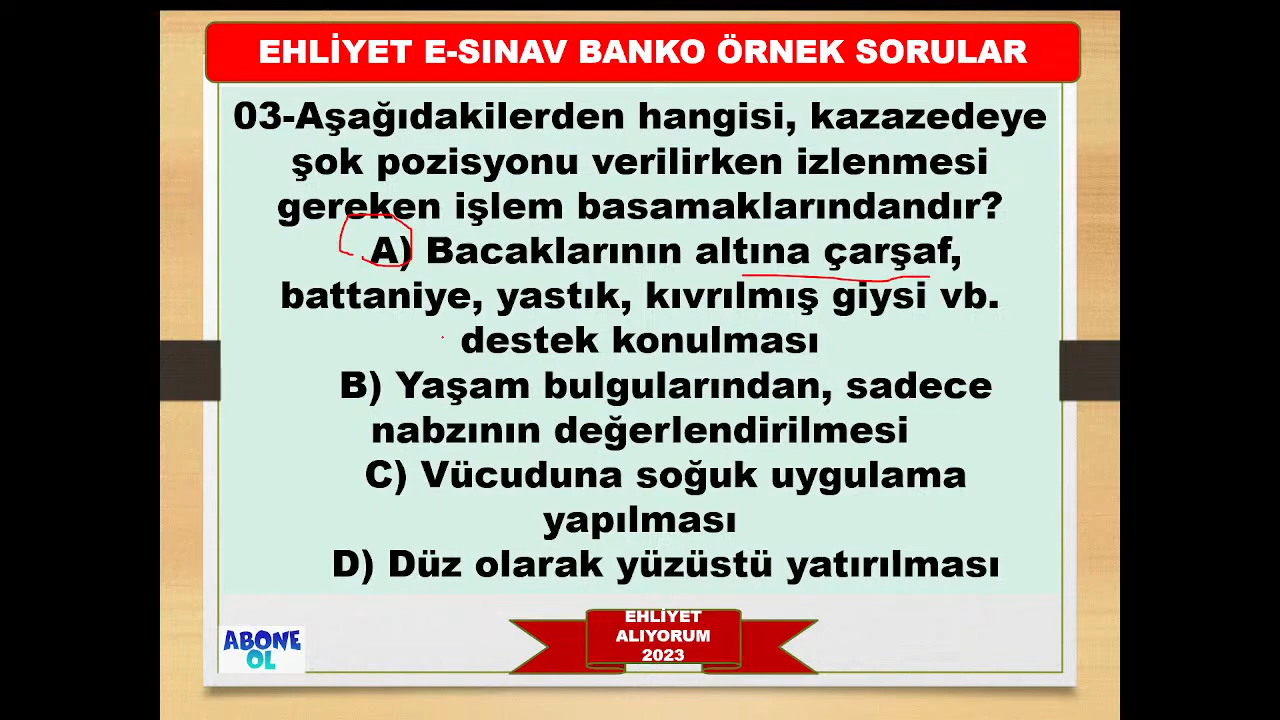 EHLİYET E-SINAV BANKO ÖRNEK SORULAR
03-Aşağıdakilerden hangisi, kazazedeye
şok pozisyonu verilirken izlenmesi
gereken işlem basamaklarındandır?
A) Bacaklarının altına çarşaf,
battaniye, yastık, kıvrılmış giysi vb.
destek konulması
B) Yaşam bulgularından, sadece
nabzının değerlendirilmesi
C) Vücuduna soğuk uygulama
yapılması
D) Düz olarak yüzüstü yatırılması
ABONE
OL
EHLİYET
ALIYORUM
2023